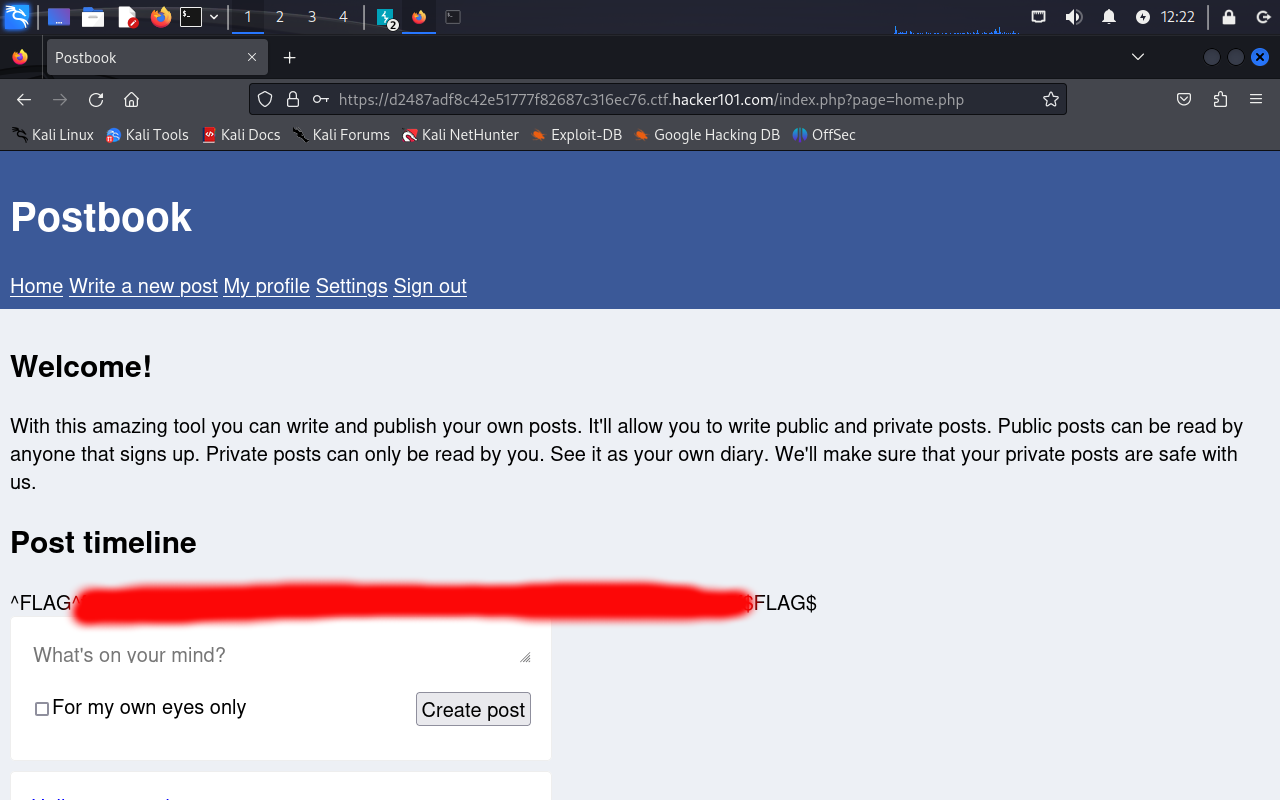 1 2 3 4 2 12:22
Postbook
https://d2487adf8c42e51777f82687c316ec76.ctf.hacker101.com/index.php?page=home.php
Kali Linux Kali Tools Kali Docs Kali Forums Kali NetHunter Exploit-DB Google Hacking DB OffSec
Postbook
Home Write a new post My profile Settings Sign out
Welcome!
With this amazing tool you can write and publish your own posts. It'll allow you to write public and private posts. Public posts can be read by
anyone that signs up. Private posts can only be read by you. See it as your own diary. We'll make sure that your private posts are safe with
us.
Post timeline
^FLAG^ $FLAG$
What's on your mind?
For my own eyes only Create post